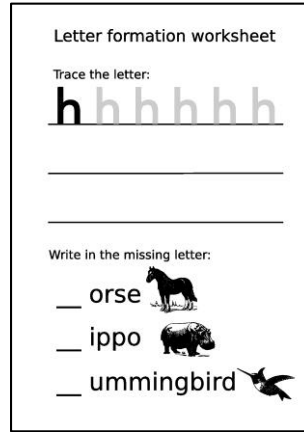 Letter formation worksheet
Trace the letter:
h h h h h h
Write in the missing letter:
__ orse
__ ippo
__ ummingbird